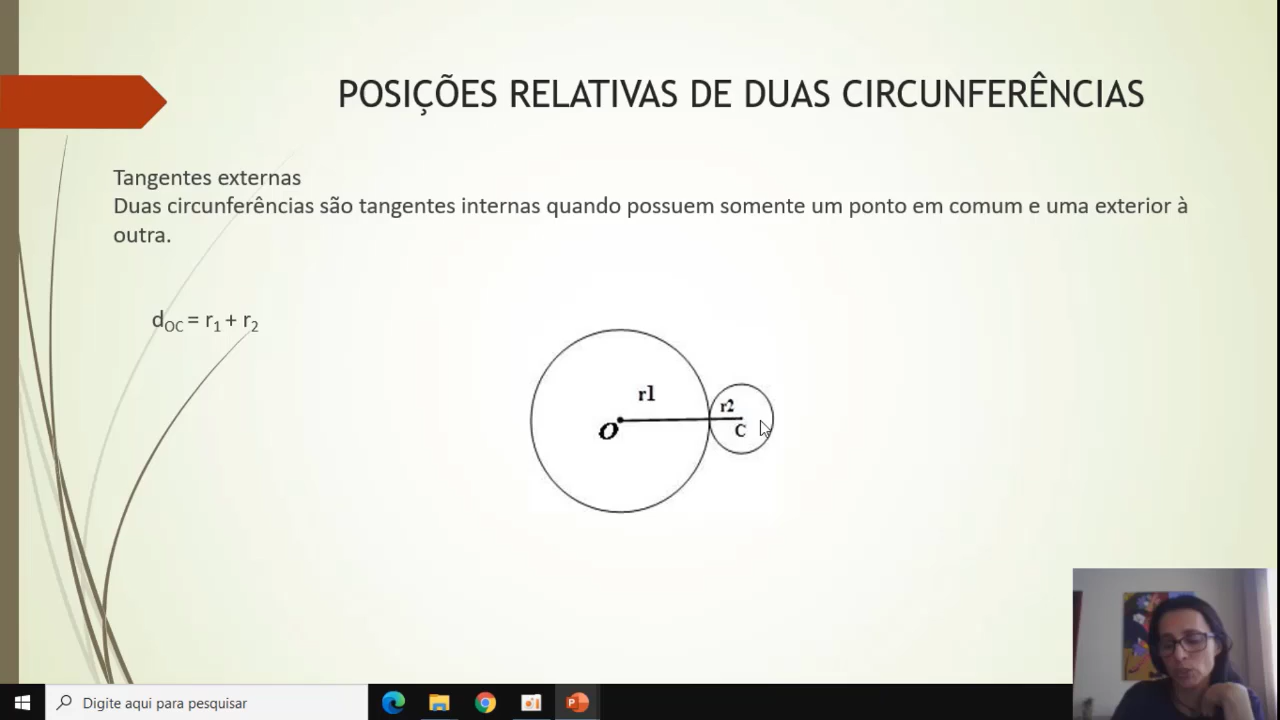 POSIÇÕES RELATIVAS DE DUAS CIRCUNFERÊNCIAS
Tangentes externas
Duas circunferências são tangentes internas quando possuem somente um ponto em comum e uma exterior à
outra.
dOC = r1 + r2
r1
r2
O
C
Digite aqui para pesquisar